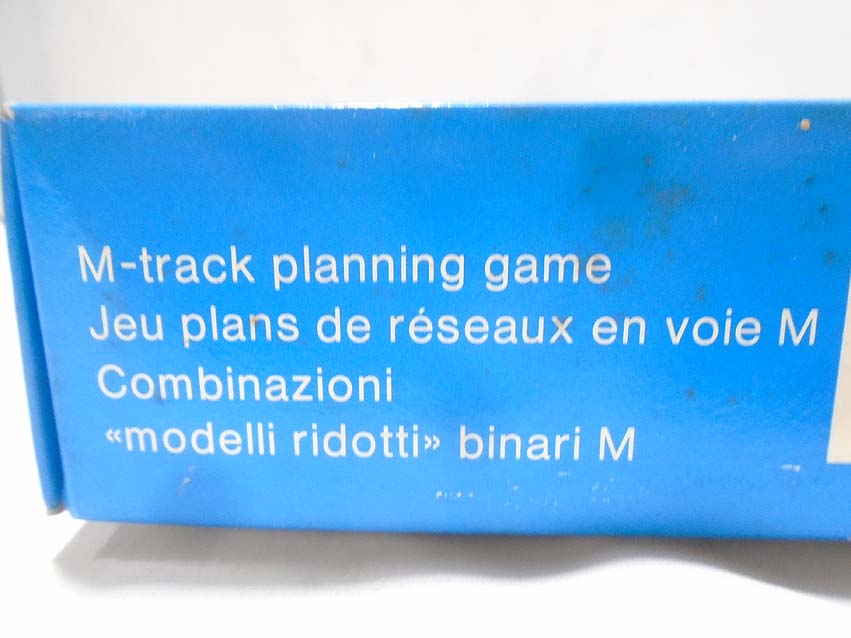 M-track planning game
Jeu plans de réseaux en voie M
Combinazioni
«modelli ridotti» binari M